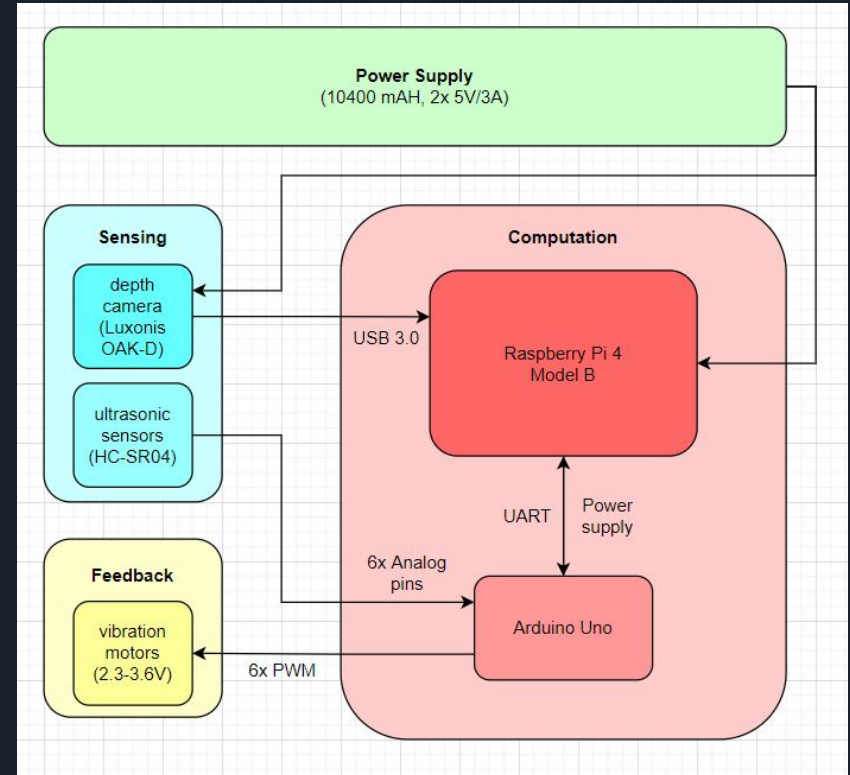 Power Supply
(10400 mAH, 2x 5V/3A)
Sensing
depth
camera
(Luxonis
OAK-D)
ultrasonic
sensors
(HC-SR04)
Computation
USB 3.0
Raspberry Pi 4
Model B
UART
Power
supply
6x Analog
pins
Arduino Uno
Feedback
vibration
motors
(2.3-3.6V)
6x PWM